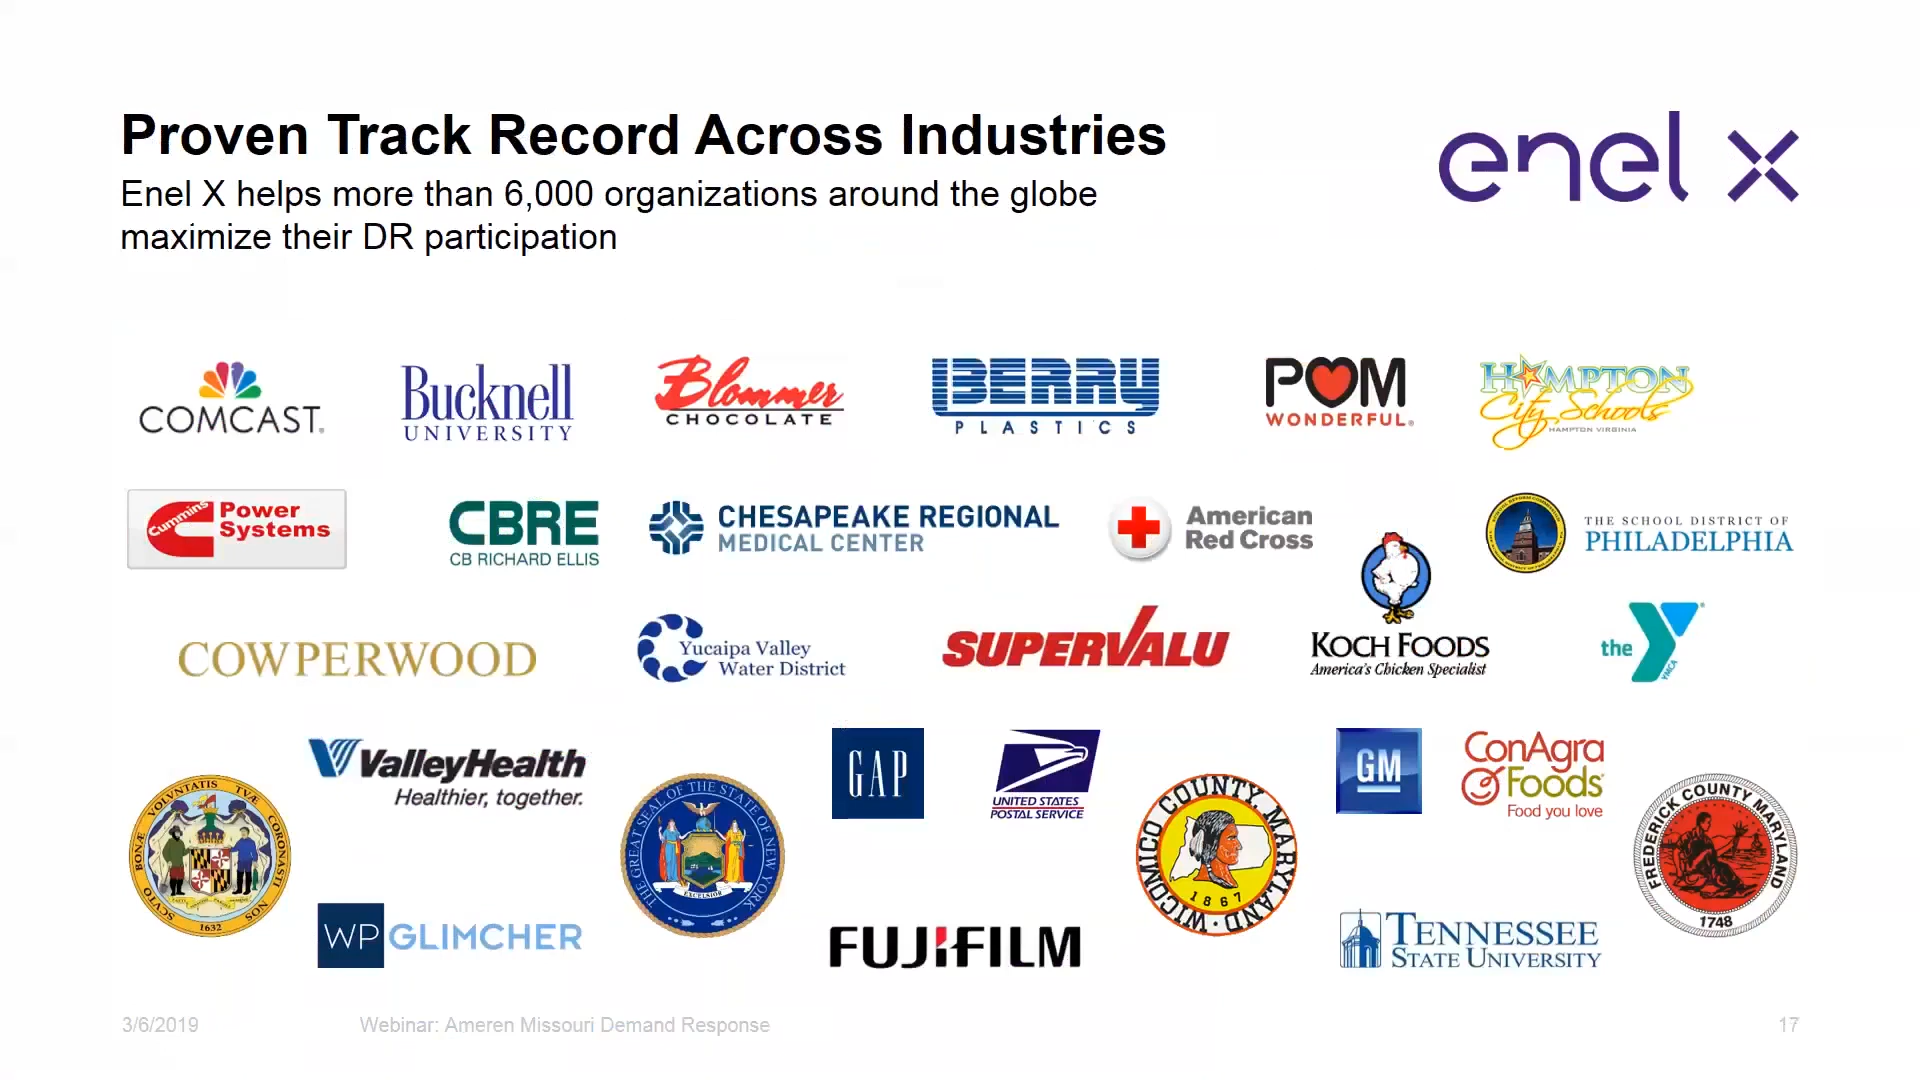 Proven Track Record Across Industries
Enel X helps more than 6,000 organizations around the globe
maximize their DR participation
enel x
COMCAST.
Bucknell
UNIVERSITY
Blommer
CHOCOLATE
BERRY
PLASTICS
POM
WONDERFUL®
HAMPTON
City Schools
HAMPTON VIRGINIA
Cummins
Power
Systems
CBRE
CB RICHARD ELLIS
CHESAPEAKE REGIONAL
MEDICAL CENTER
American
Red Cross
THE SCHOOL DISTRICT OF
PHILADELPHIA
COWPERWOOD
Yucaipa Valley
Water District
SUPERVALU
KOCH FOODS
America's Chicken Specialist
the Y
YMCA
ValleyHealth
Healthier, together.
GAP
UNITED STATES
POSTAL SERVICE
GM
ConAgra
Foods
Food you love
SCVTO BONÆ VOLVNTATIS TVÆ CORONASTI NOS
1632
THE GREAT SEAL OF THE STATE OF NEW YORK
EXCELSIOR
WICOMICO COUNTY, MARYLAND
1867
FREDERICK COUNTY MARYLAND
1748
WP GLIMCHER
FUJIFILM
TENNESSEE
STATE UNIVERSITY
3/6/2019
Webinar: Ameren Missouri Demand Response
17